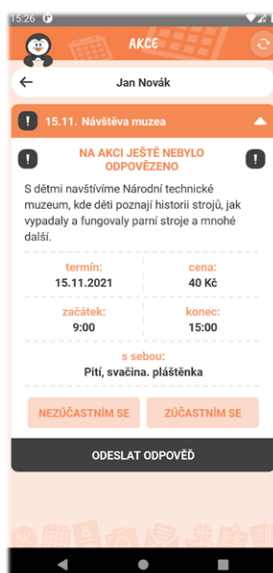 15:26
AKCE
Jan Novák
15.11. Návštěva muzea
NA AKCI JEŠTĚ NEBYLO
ODPOVĚZENO
S dětmi navštívíme Národní technické
muzeum, kde děti poznají historii strojů, jak
vypadaly a fungovaly parní stroje a mnohé
další.
termín: cena:
15.11.2021 40 Kč
začátek: konec:
9:00 15:00
s sebou:
Pití, svačina. pláštěnka
NEZÚČASTNÍM SE ZÚČASTNÍM SE
ODESLAT ODPOVĚĎ